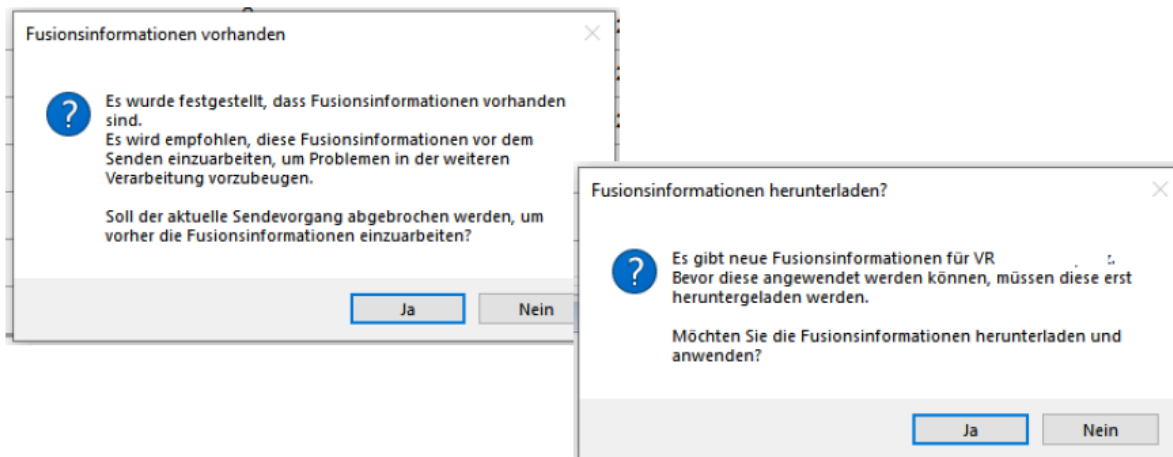 Fusionsinformationen vorhanden
Es wurde festgestellt, dass Fusionsinformationen vorhanden
sind.
Es wird empfohlen, diese Fusionsinformationen vor dem
Senden einzuarbeiten, um Problemen in der weiteren
Verarbeitung vorzubeugen.
Soll der aktuelle Sendevorgang abgebrochen werden, um
vorher die Fusionsinformationen einzuarbeiten?
Ja
Nein
Fusionsinformationen herunterladen?
Es gibt neue Fusionsinformationen für VR
Bevor diese angewendet werden können, müssen diese erst
heruntergeladen werden.
Möchten Sie die Fusionsinformationen herunterladen und
anwenden?
Ja
Nein